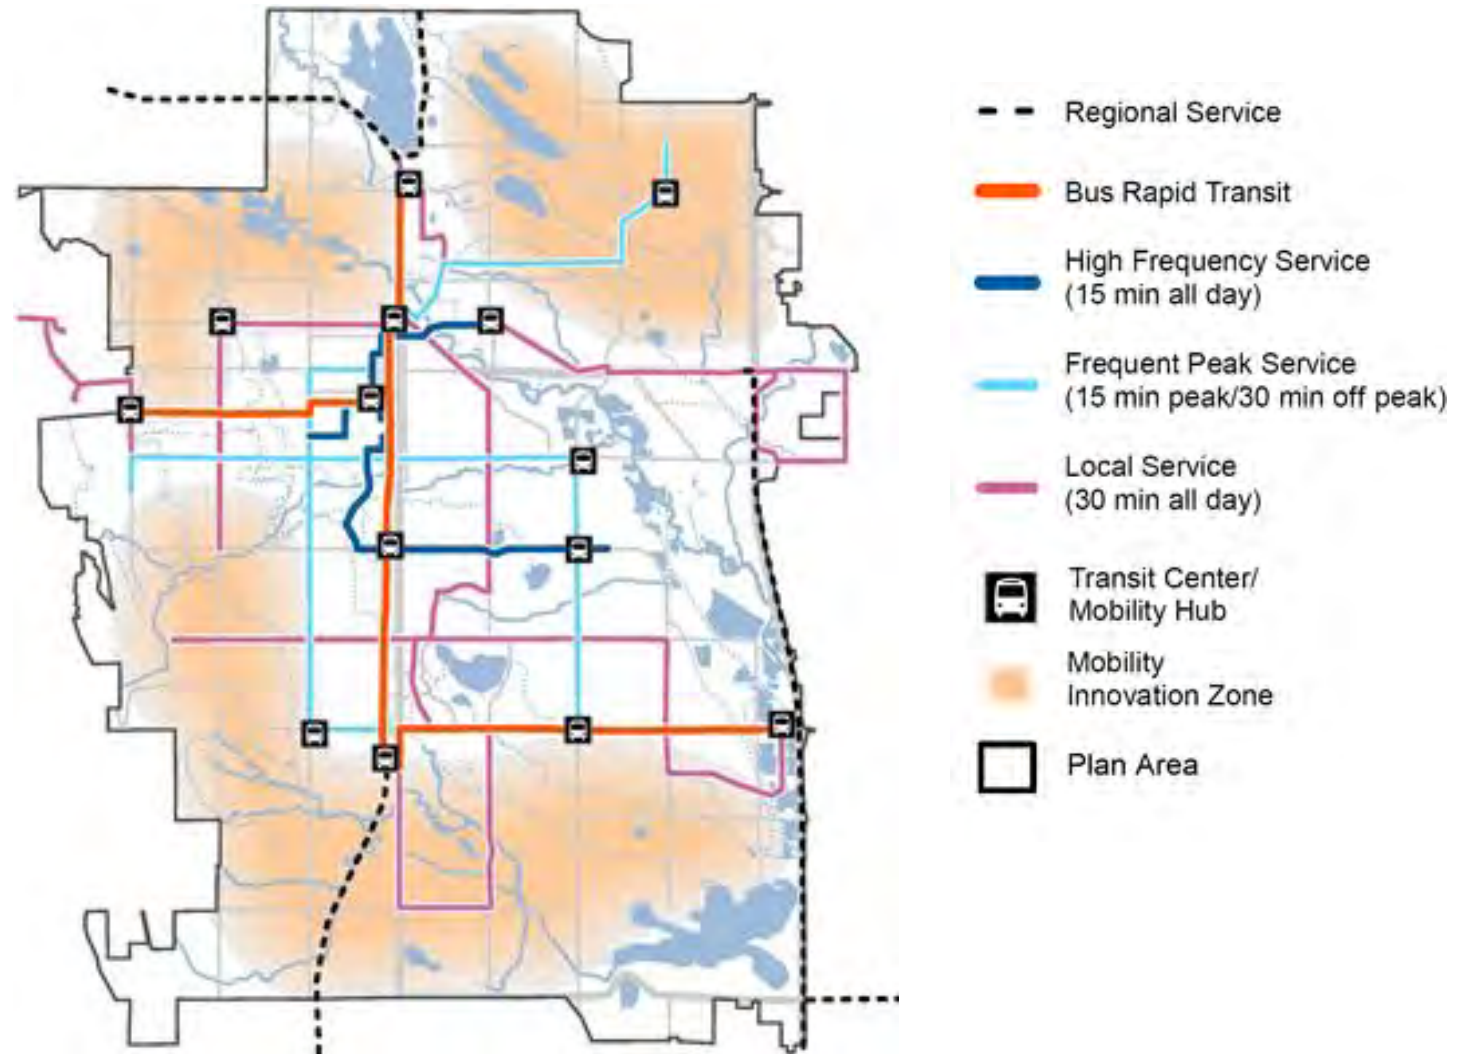 Regional Service
Bus Rapid Transit
High Frequency Service
(15 min all day)
Frequent Peak Service
(15 min peak/30 min off peak)
Local Service
(30 min all day)
Transit Center/
Mobility Hub
Mobility
Innovation Zone
Plan Area